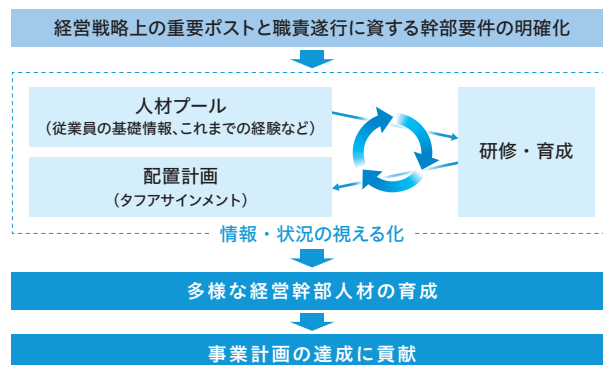 経営戦略上の重要ポストと職責遂行に資する幹部要件の明確化
人材プール
（従業員の基礎情報、これまでの経験など）
配置計画
（タフアサインメント）
研修・育成
情報・状況の視える化
多様な経営幹部人材の育成
事業計画の達成に貢献